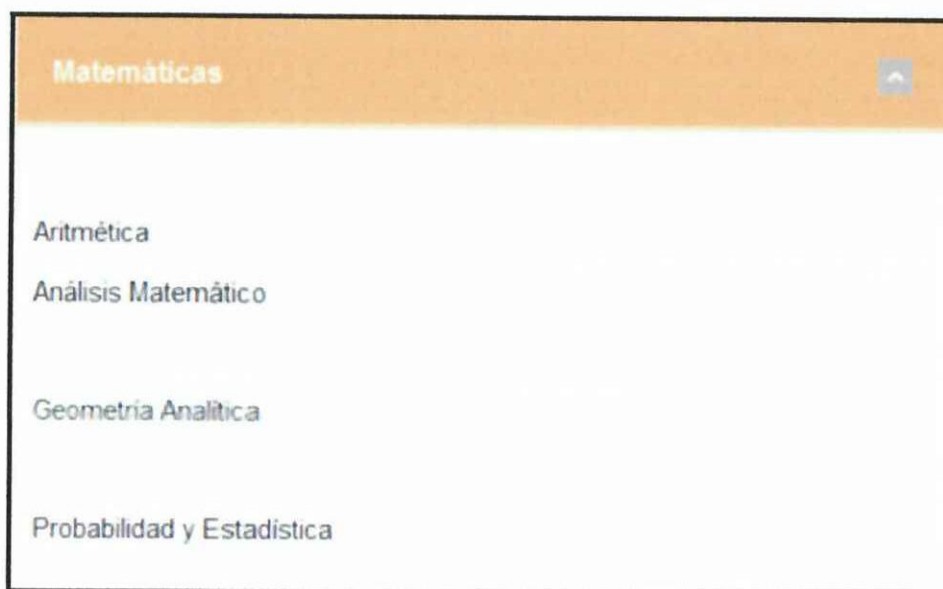 Matemáticas
Aritmética
Análisis Matemático
Geometría Analítica
Probabilidad y Estadística